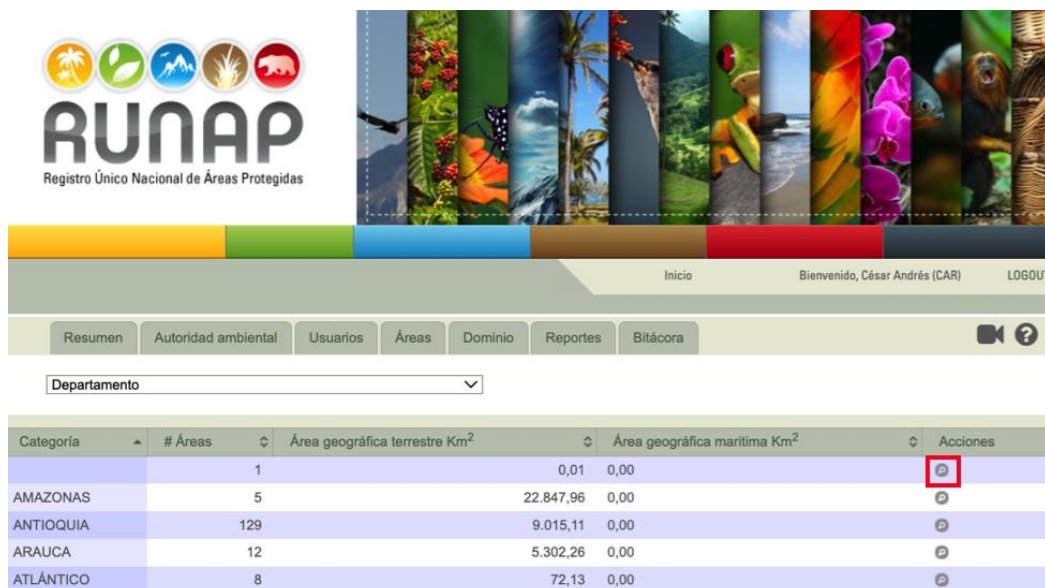 RUNAP
Registro Único Nacional de Áreas Protegidas
Inicio Bienvenido, César Andrés (CAR) LOGOU
Resumen Autoridad ambiental Usuarios Áreas Dominio Reportes Bitácora
Departamento
Categoría # Áreas Área geográfica terrestre Km2 Área geográfica maritima Km2 Acciones
1 0,01 0,00
AMAZONAS 5 22.847,96 0,00
ANTIOQUIA 129 9.015,11 0,00
ARAUCA 12 5.302,26 0,00
ATLÁNTICO 8 72,13 0,00